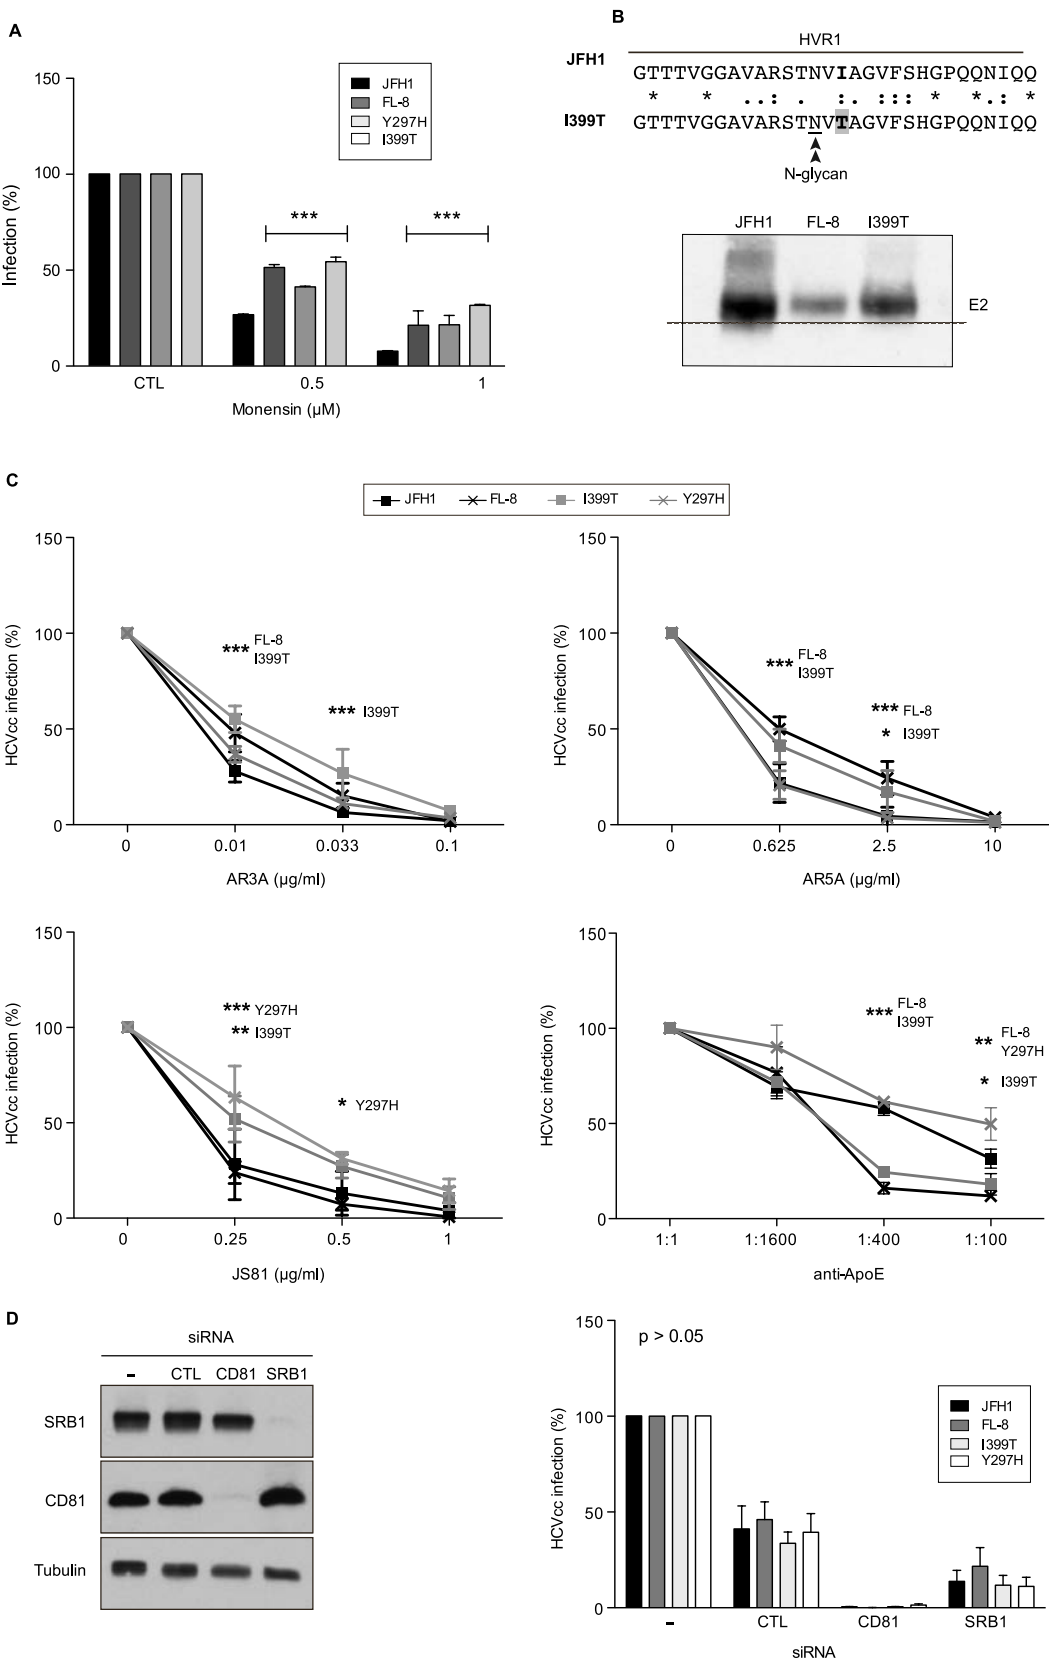 A
150
100
50
0
Infection (%)
JFH1
FL-8
Y297H
I399T
***
***
CTL
0.5
1
Monensin (µM)
B
HVR1
JFH1
GTTTVGGAVARSTNVIAGVFSHGPQQNIQQ
* * . . : . : . : : : * * . : *
I399T
GTTTVGGAVARSTNVTAGVFSHGPQQNIQQ
N-glycan
JFH1 FL-8 I399T
E2
C
JFH1 FL-8 I399T Y297H
150
100
50
0
HCVcc infection (%)
*** FL-8
I399T
*** I399T
0 0.01 0.033 0.1
AR3A (µg/ml)
150
100
50
0
HCVcc infection (%)
*** FL-8
I399T
*** FL-8
* I399T
0 0.625 2.5 10
AR5A (µg/ml)
150
100
50
0
HCVcc infection (%)
*** Y297H
** I399T
* Y297H
0 0.25 0.5 1
JS81 (µg/ml)
150
100
50
0
HCVcc infection (%)
*** FL-8
I399T
** FL-8
Y297H
* I399T
1:1 1:1600 1:400 1:100
anti-ApoE
D
siRNA
- CTL CD81 SRB1
SRB1
CD81
Tubulin
150
100
50
0
HCVcc infection (%)
p > 0.05
JFH1
FL-8
I399T
Y297H
- CTL CD81 SRB1
siRNA